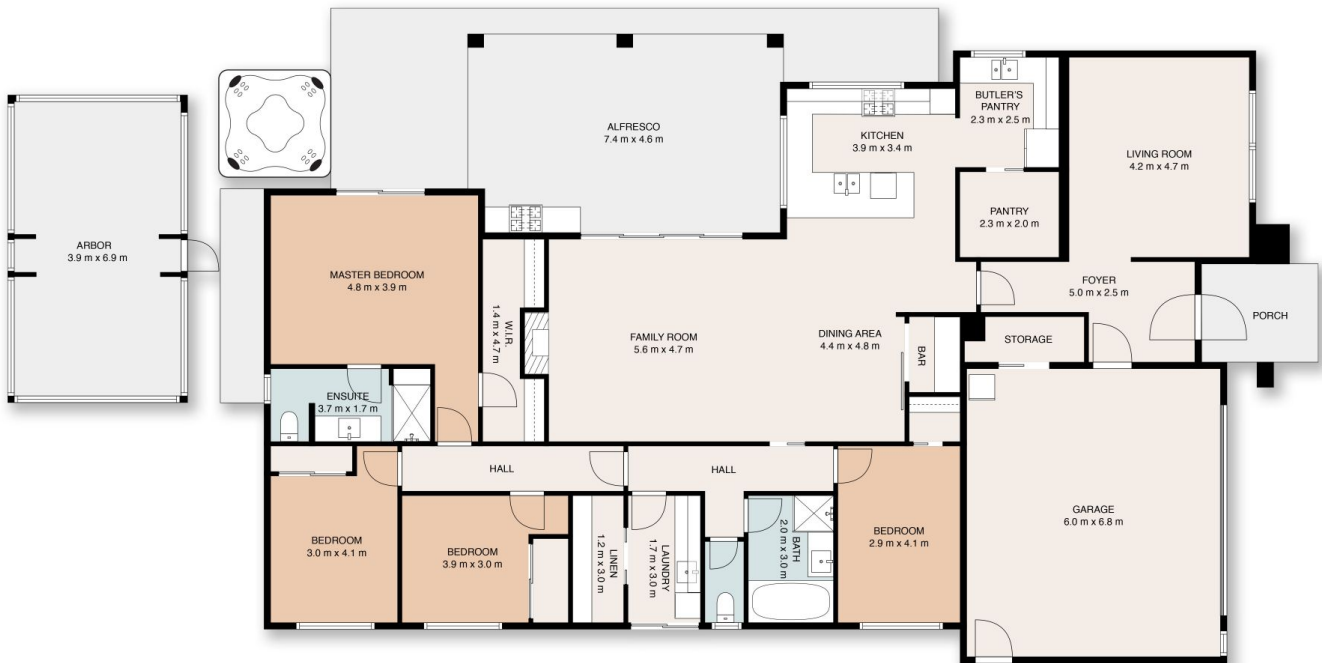 ALFRESCO
7.4 m x 4.6 m
KITCHEN
3.9 m x 3.4 m
BUTLER'S
PANTRY
2.3 m x 2.5 m
LIVING ROOM
4.2 m x 4.7 m
PANTRY
2.3 m x 2.0 m
ARBOR
3.9 m x 6.9 m
MASTER BEDROOM
4.8 m x 3.9 m
W.I.R.
1.4 m x 4.7 m
FAMILY ROOM
5.6 m x 4.7 m
DINING AREA
4.4 m x 4.8 m
BAR
FOYER
5.0 m x 2.5 m
PORCH
STORAGE
ENSUITE
3.7 m x 1.7 m
HALL
HALL
BEDROOM
3.0 m x 4.1 m
BEDROOM
3.9 m x 3.0 m
LINEN
1.2 m x 3.0 m
LAUNDRY
1.7 m x 3.0 m
BATH
2.0 m x 3.0 m
BEDROOM
2.9 m x 4.1 m
GARAGE
6.0 m x 6.8 m